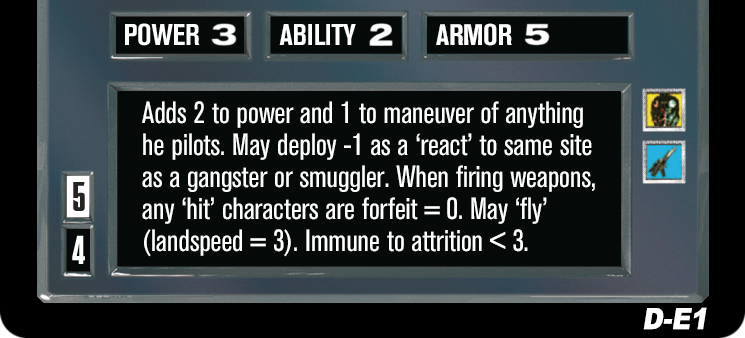 POWER 3 ABILITY 2 ARMOR 5
Adds 2 to power and 1 to maneuver of anything
he pilots. May deploy -1 as a ‘react’ to same site
as a gangster or smuggler. When firing weapons,
any ‘hit’ characters are forfeit = 0. May ‘fly’
(landspeed = 3). Immune to attrition < 3.
5
4
D-E1